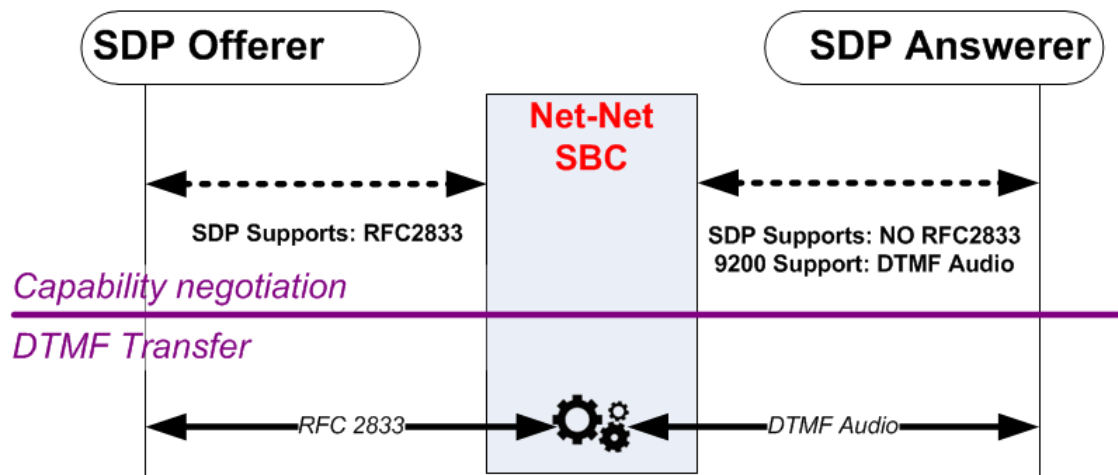 SDP Offerer
SDP Answerer
Net-Net
SBC
SDP Supports: RFC2833
SDP Supports: NO RFC2833
9200 Support: DTMF Audio
Capability negotiation
DTMF Transfer
RFC 2833
DTMF Audio